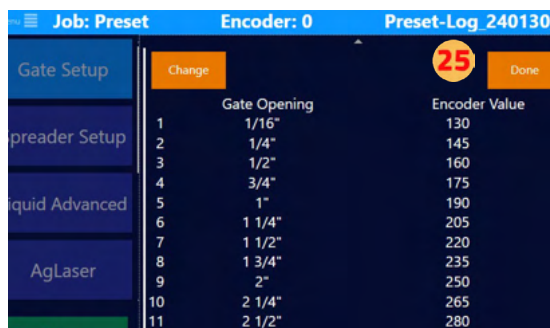 Job: Preset Encoder: 0 Preset-Log_240130
Gate Setup
Change
25
Done
Gate Opening Encoder Value
preader Setup
iquid Advanced
AgLaser
1 1/16" 130
2 1/4" 145
3 1/2" 160
4 3/4" 175
5 1" 190
6 1 1/4" 205
7 1 1/2" 220
8 1 3/4" 235
9 2" 250
10 2 1/4" 265
11 2 1/2" 280